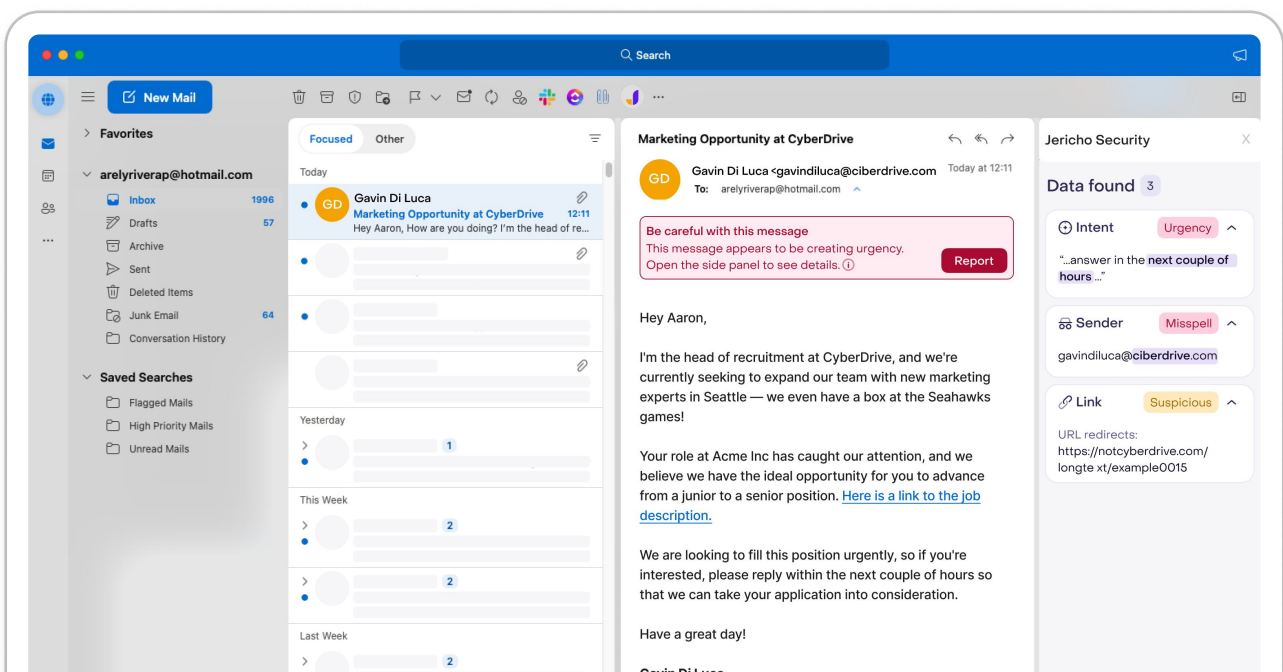 Search
New Mail
Favorites
arelyriverap@hotmail.com
Inbox 1996
Drafts 57
Archive
Sent
Deleted Items
Junk Email 64
Conversation History
Saved Searches
Flagged Mails
High Priority Mails
Unread Mails
Focused Other
Today
GD
Gavin Di Luca
Marketing Opportunity at CyberDrive 12:11
Hey Aaron, How are you doing? I'm the head of re...
Yesterday
1
This Week
2
2
Last Week
2
Marketing Opportunity at CyberDrive
GD
Gavin Di Luca <gavindiluca@ciberdrive.com Today at 12:11
To: arelyriverap@hotmail.com
Be careful with this message
This message appears to be creating urgency.
Open the side panel to see details.
Report
Hey Aaron,
I'm the head of recruitment at CyberDrive, and we're
currently seeking to expand our team with new marketing
experts in Seattle — we even have a box at the Seahawks
games!
Your role at Acme Inc has caught our attention, and we
believe we have the ideal opportunity for you to advance
from a junior to a senior position. Here is a link to the job
description.
We are looking to fill this position urgently, so if you're
interested, please reply within the next couple of hours so
that we can take your application into consideration.
Have a great day!
Gavin Di Luca
Jericho Security X
Data found 3
Intent Urgency
“...answer in the next couple of
hours ...”
Sender Misspell
gavindiluca@ciberdrive.com
Link Suspicious
URL redirects:
https://notcyberdrive.com/
longte xt/example0015